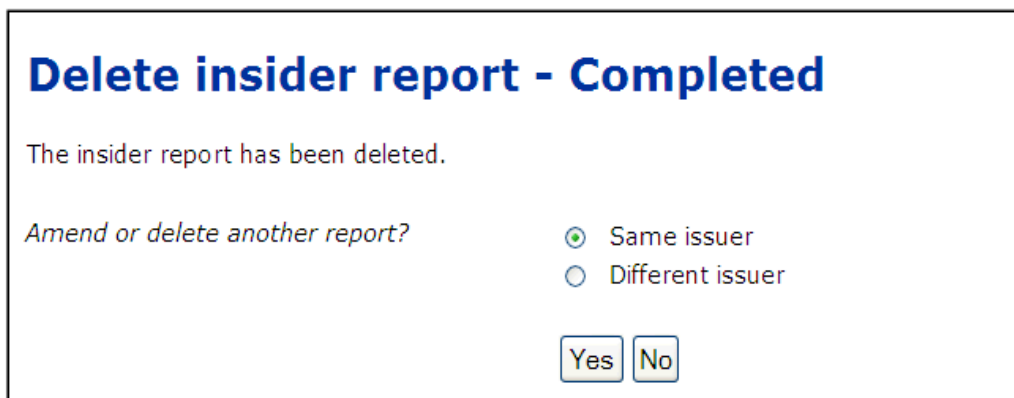 Delete insider report - Completed
The insider report has been deleted.
Amend or delete another report?
Same issuer
Different issuer
Yes No